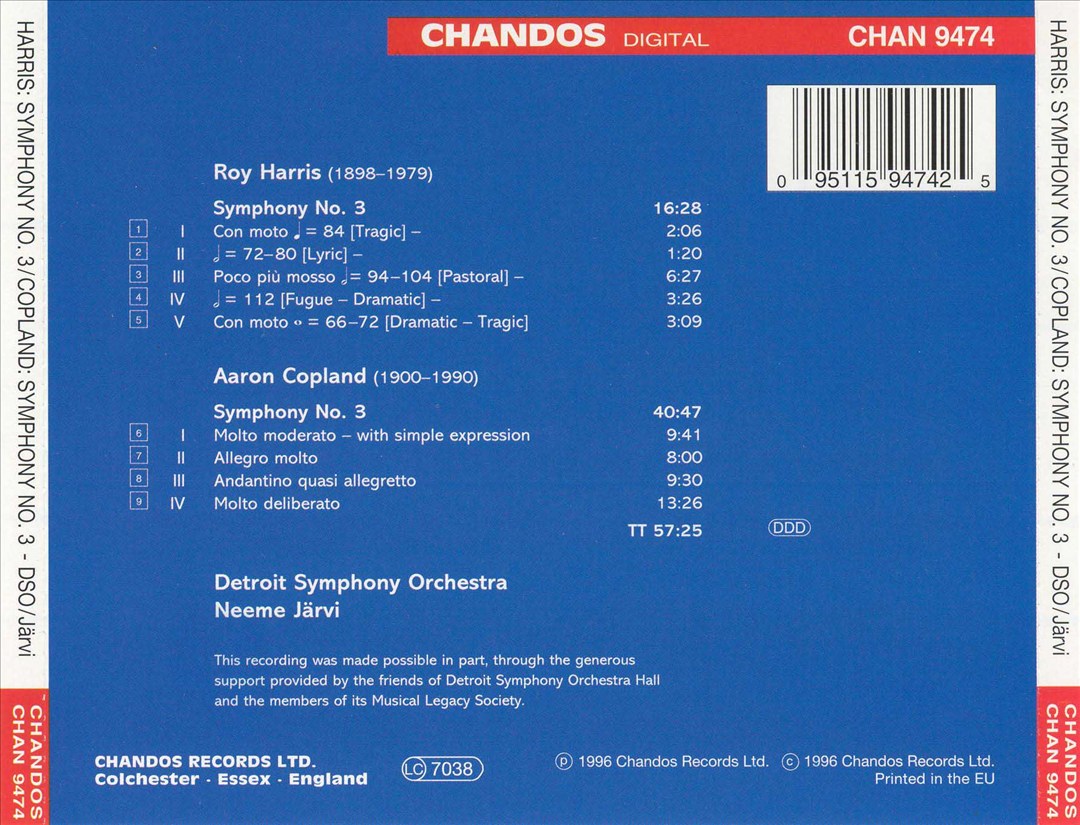 CHANDOS DIGITAL CHAN 9474
0 95115 94742 5
Roy Harris (1898–1979)
Symphony No. 3 16:28
1 I Con moto 𝅘𝅥 = 84 [Tragic] – 2:06
2 II 𝅗𝅥 = 72–80 [Lyric] – 1:20
3 III Poco più mosso 𝅗𝅥 = 94–104 [Pastoral] – 6:27
4 IV 𝅗𝅥 = 112 [Fugue – Dramatic] – 3:26
5 V Con moto 𝅝 = 66–72 [Dramatic – Tragic] 3:09
Aaron Copland (1900–1990)
Symphony No. 3 40:47
6 I Molto moderato – with simple expression 9:41
7 II Allegro molto 8:00
8 III Andantino quasi allegretto 9:30
9 IV Molto deliberato 13:26
TT 57:25 DDD
Detroit Symphony Orchestra
Neeme Järvi
This recording was made possible in part, through the generous
support provided by the friends of Detroit Symphony Orchestra Hall
and the members of its Musical Legacy Society.
CHANDOS RECORDS LTD.
Colchester · Essex · England
LC 7038
℗ 1996 Chandos Records Ltd. © 1996 Chandos Records Ltd.
Printed in the EU
HARRIS: SYMPHONY NO. 3/COPLAND: SYMPHONY NO. 3 - DSO/Järvi
CHANDOS
CHAN 9474
HARRIS: SYMPHONY NO. 3/COPLAND: SYMPHONY NO. 3 - DSO/Järvi
CHANDOS
CHAN 9474